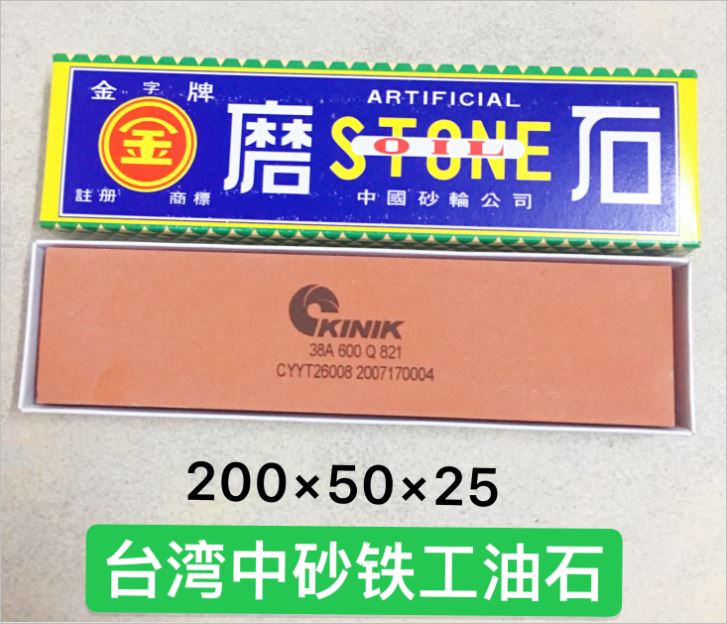 金字牌
ARTIFICIAL
金
磨
STONE
OIL
石
註册
商標
中國砂輪公司
KINIK
38A 600 Q 821
CYYT26008 2007170004
200×50×25
台湾中砂铁工油石